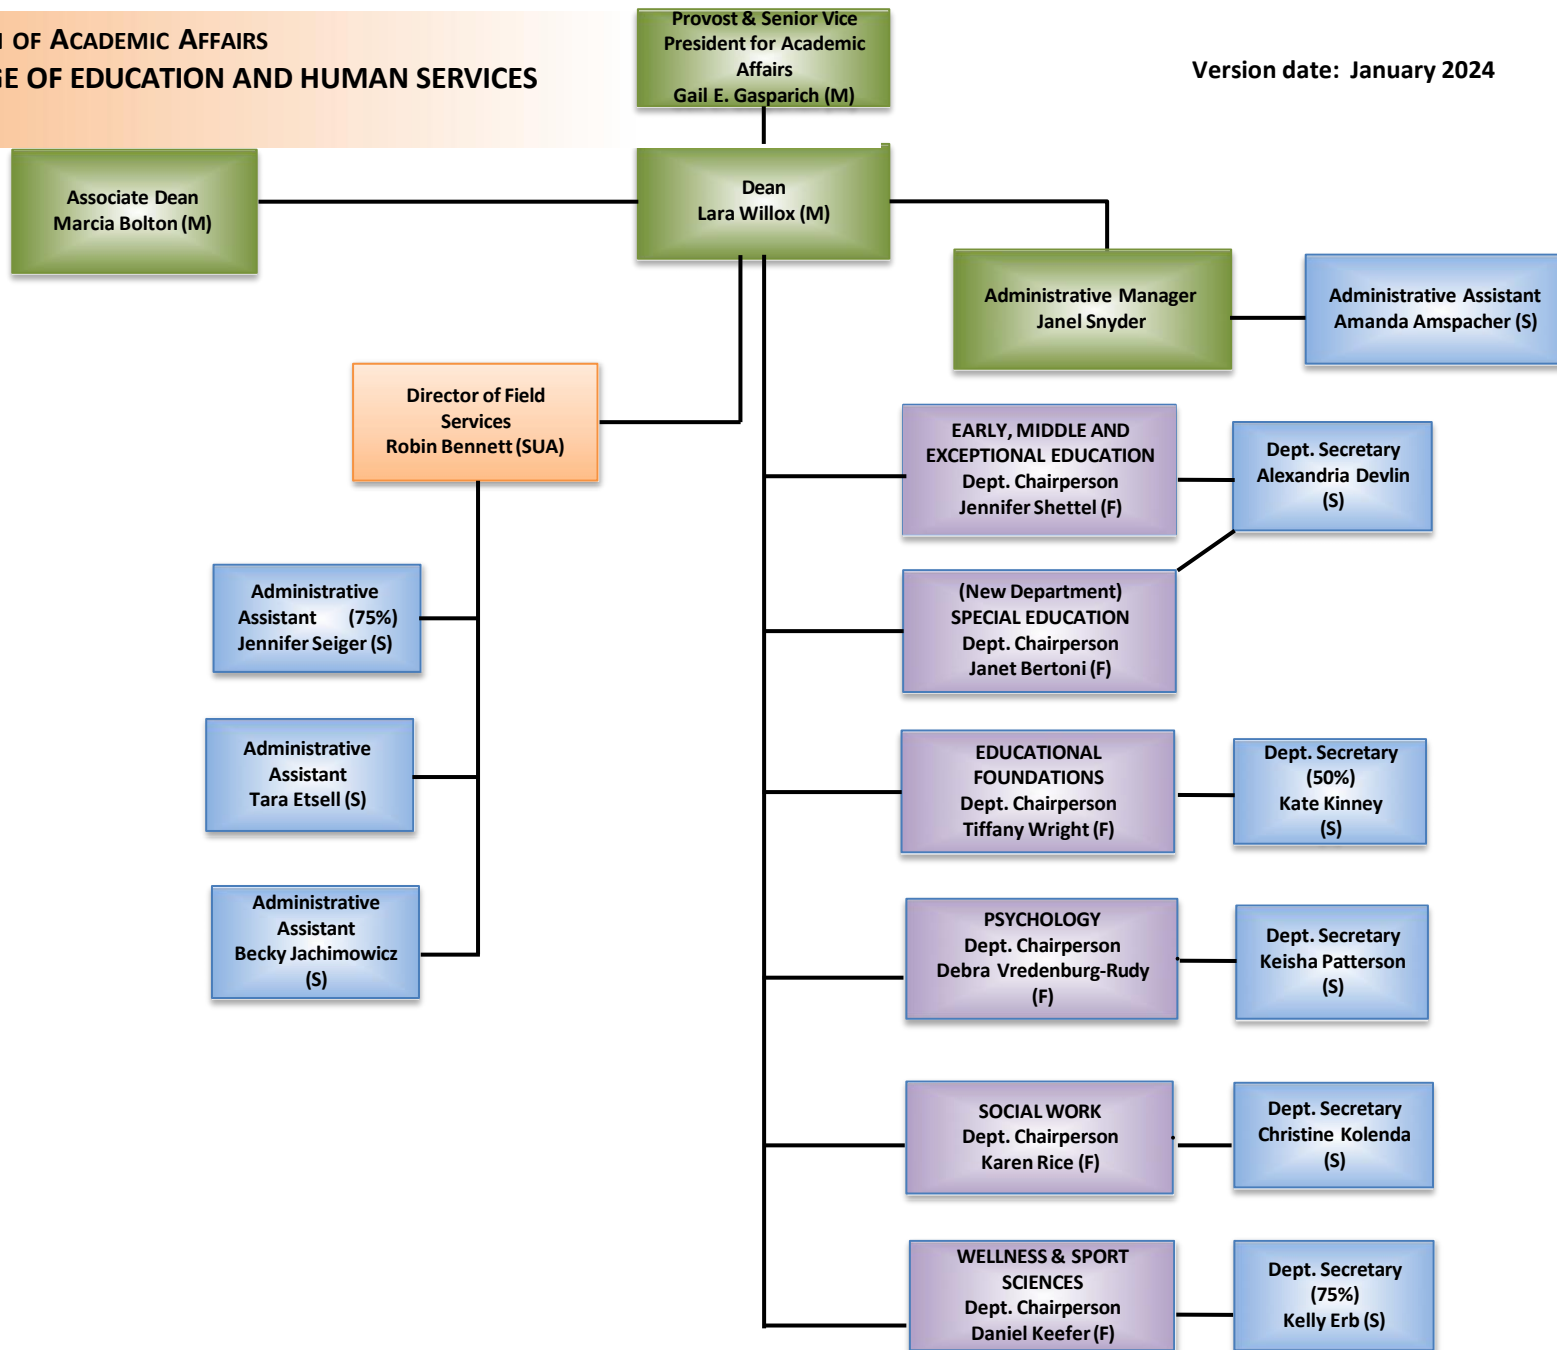 OF ACADEMIC AFFAIRS
OF EDUCATION AND HUMAN SERVICES
Version date: January 2024
Provost & Senior Vice
President for Academic
Affairs
Gail E. Gasparich (M)
Associate Dean
Marcia Bolton (M)
Dean
Lara Willox (M)
Administrative Manager
Janel Snyder
Administrative Assistant
Amanda Amspacher (S)
Director of Field
Services
Robin Bennett (SUA)
Administrative
Assistant (75%)
Jennifer Seiger (S)
Administrative
Assistant
Tara Etsell (S)
Administrative
Assistant
Becky Jachimowicz
(S)
EARLY, MIDDLE AND
EXCEPTIONAL EDUCATION
Dept. Chairperson
Jennifer Shettel (F)
Dept. Secretary
Alexandria Devlin
(S)
(New Department)
SPECIAL EDUCATION
Dept. Chairperson
Janet Bertoni (F)
EDUCATIONAL
FOUNDATIONS
Dept. Chairperson
Tiffany Wright (F)
Dept. Secretary
(50%)
Kate Kinney
(S)
PSYCHOLOGY
Dept. Chairperson
Debra Vredenburg-Rudy
(F)
Dept. Secretary
Keisha Patterson
(S)
SOCIAL WORK
Dept. Chairperson
Karen Rice (F)
Dept. Secretary
Christine Kolenda
(S)
WELLNESS & SPORT
SCIENCES
Dept. Chairperson
Daniel Keefer (F)
Dept. Secretary
(75%)
Kelly Erb (S)